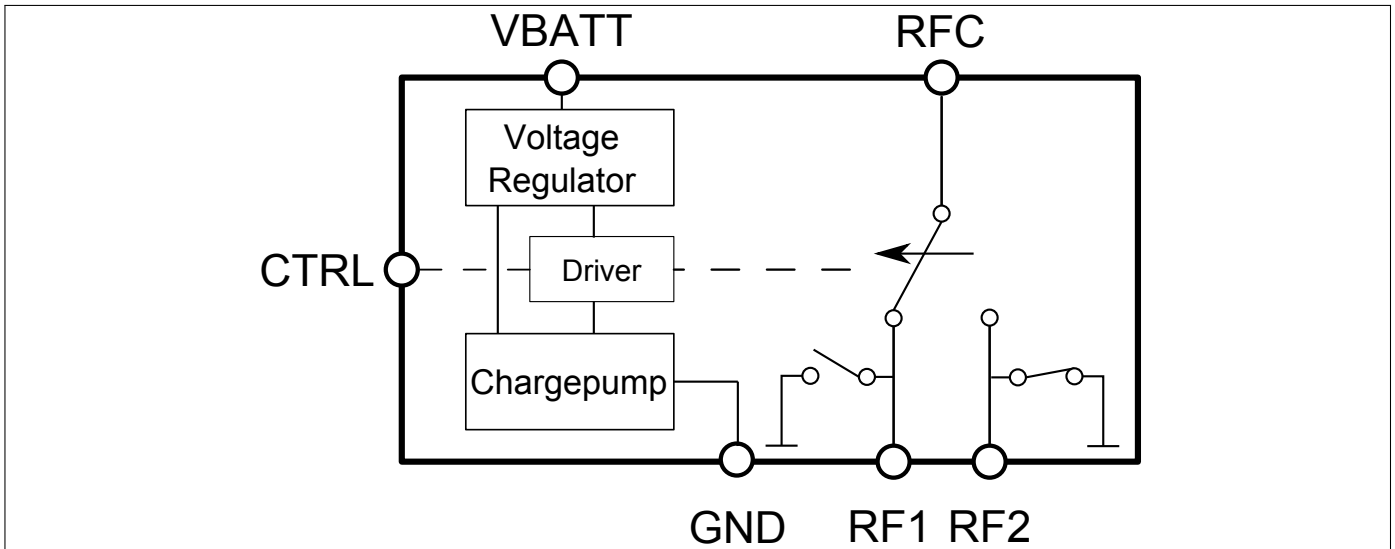 VBATT
RFC
Voltage
Regulator
CTRL
Driver
Chargepump
GND
RF1
RF2